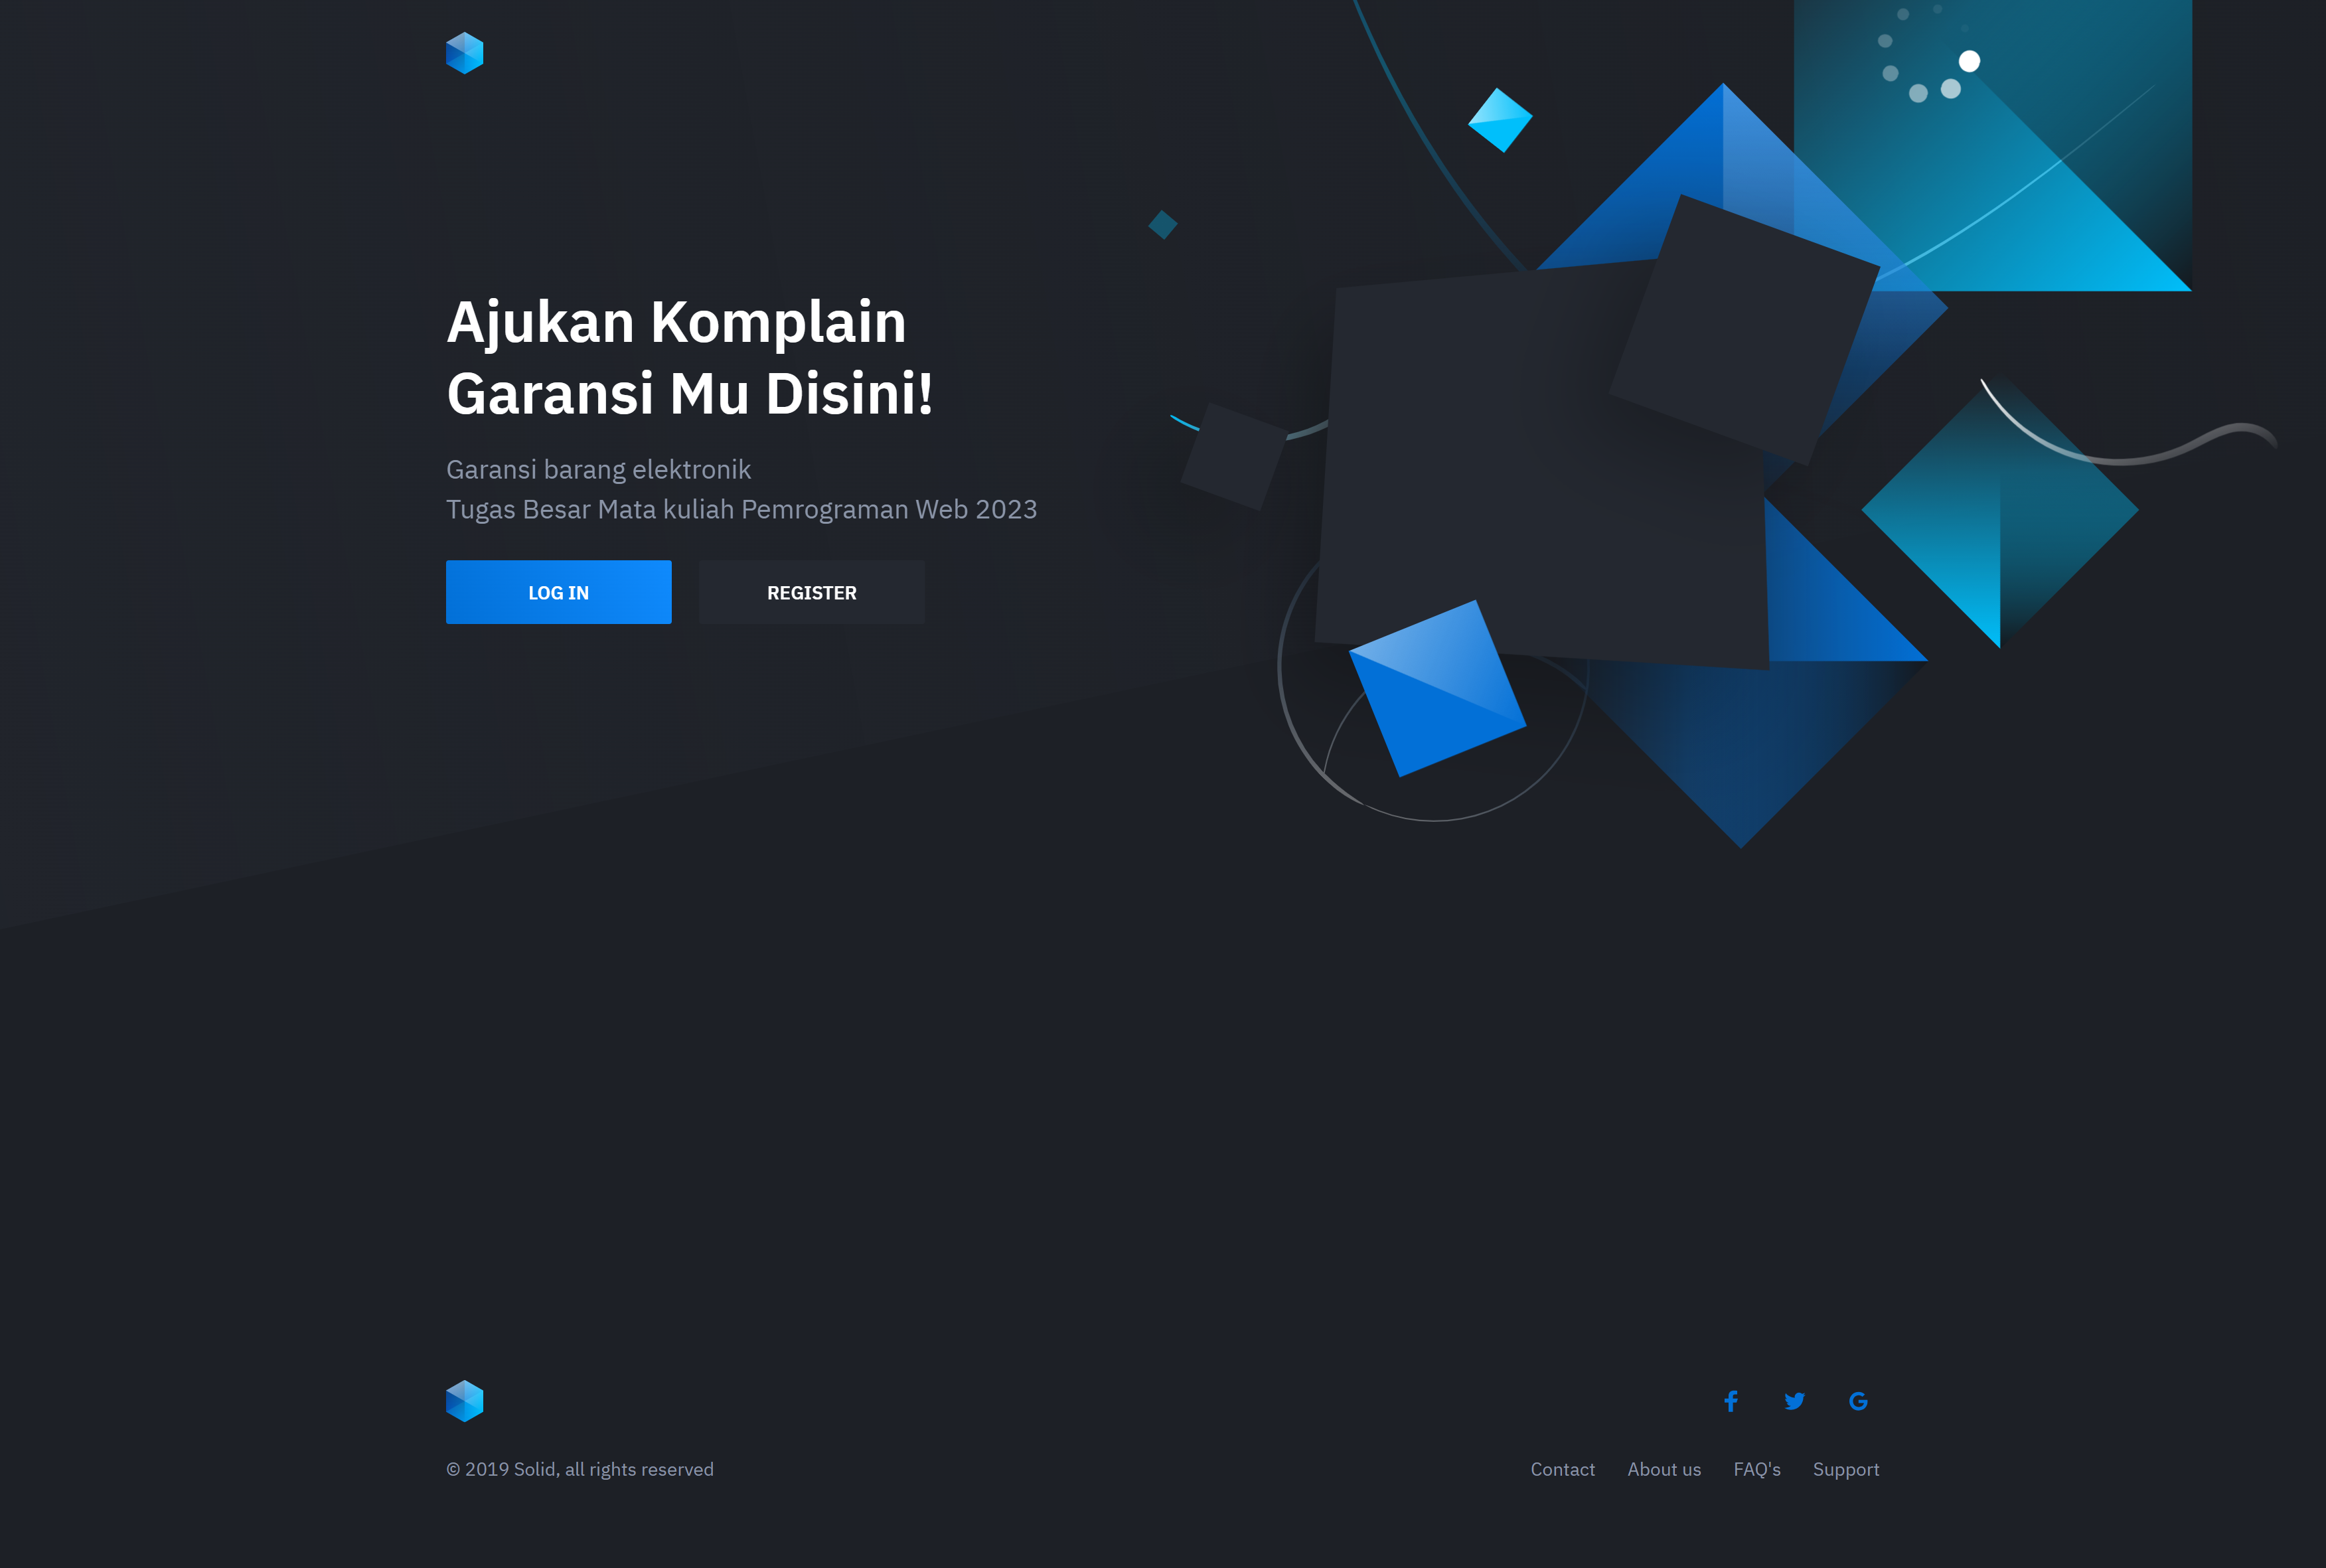 Ajukan Komplain
Garansi Mu Disini!
Garansi barang elektronik
Tugas Besar Mata kuliah Pemrograman Web 2023
LOG IN
REGISTER
© 2019 Solid, all rights reserved
Contact
About us
FAQ's
Support